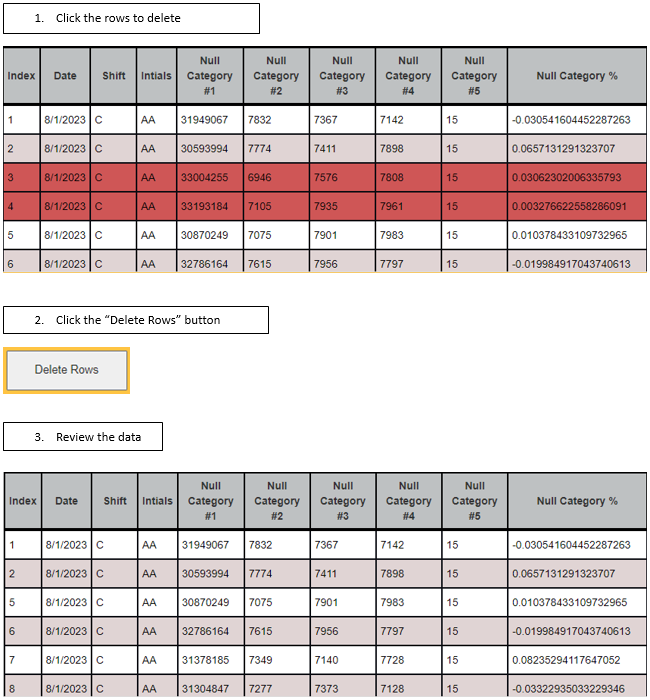 1. Click the rows to delete
Index Date Shift Intials Null Category #1 Null Category #2 Null Category #3 Null Category #4 Null Category #5 Null Category %
1 8/1/2023 C AA 31949067 7832 7367 7142 15 -0.030541604452287263
2 8/1/2023 C AA 30593994 7774 7411 7898 15 0.0657131291323707
3 8/1/2023 C AA 33004255 6946 7576 7808 15 0.03062302006335793
4 8/1/2023 C AA 33193184 7105 7935 7961 15 0.003276622558286091
5 8/1/2023 C AA 30870249 7075 7901 7983 15 0.010378433109732965
6 8/1/2023 C AA 32786164 7615 7956 7797 15 -0.019984917043740613
2. Click the “Delete Rows” button
Delete Rows
3. Review the data
Index Date Shift Intials Null Category #1 Null Category #2 Null Category #3 Null Category #4 Null Category #5 Null Category %
1 8/1/2023 C AA 31949067 7832 7367 7142 15 -0.030541604452287263
2 8/1/2023 C AA 30593994 7774 7411 7898 15 0.0657131291323707
5 8/1/2023 C AA 30870249 7075 7901 7983 15 0.010378433109732965
6 8/1/2023 C AA 32786164 7615 7956 7797 15 -0.019984917043740613
7 8/1/2023 C AA 31378185 7349 7140 7728 15 0.08235294117647052
8 8/1/2023 C AA 31304847 7277 7373 7128 15 -0.03322935033229346